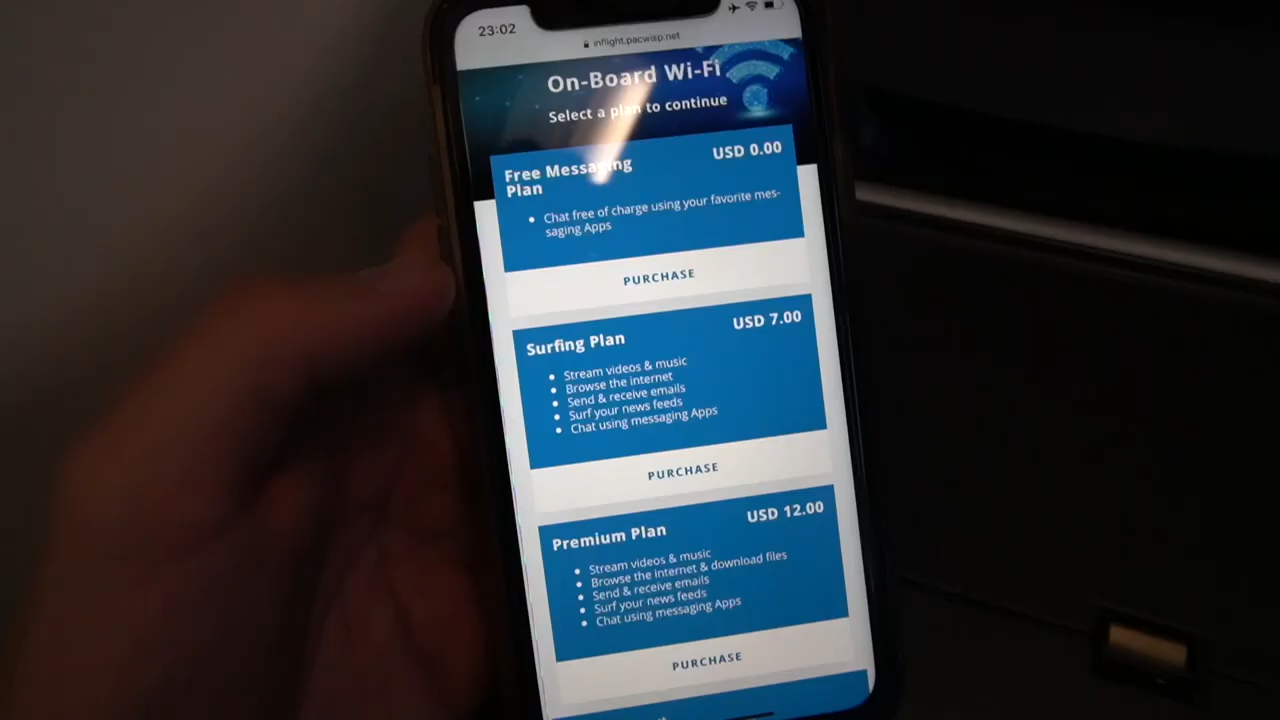 23:02
inflight.pacwisp.net
On-Board Wi-Fi
Select a plan to continue
Free Messaging
Plan
USD 0.00
Chat free of charge using your favorite mes-
saging Apps
PURCHASE
Surfing Plan
USD 7.00
Stream videos & music
Browse the internet
Send & receive emails
Surf your news feeds
Chat using messaging Apps
PURCHASE
Premium Plan
USD 12.00
Stream videos & music
Browse the internet & download files
Send & receive emails
Surf your news feeds
Chat using messaging Apps
PURCHASE